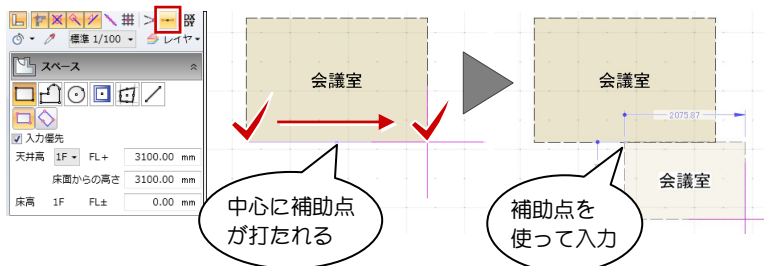 標準 1/100
レイヤ
スペース
入力優先
天井高 1F FL+ 3100.00 mm
床面からの高さ 3100.00 mm
床高 1F FL± 0.00 mm
会議室
中心に補助点
が打たれる
会議室
2075.87
会議室
補助点を
使って入力